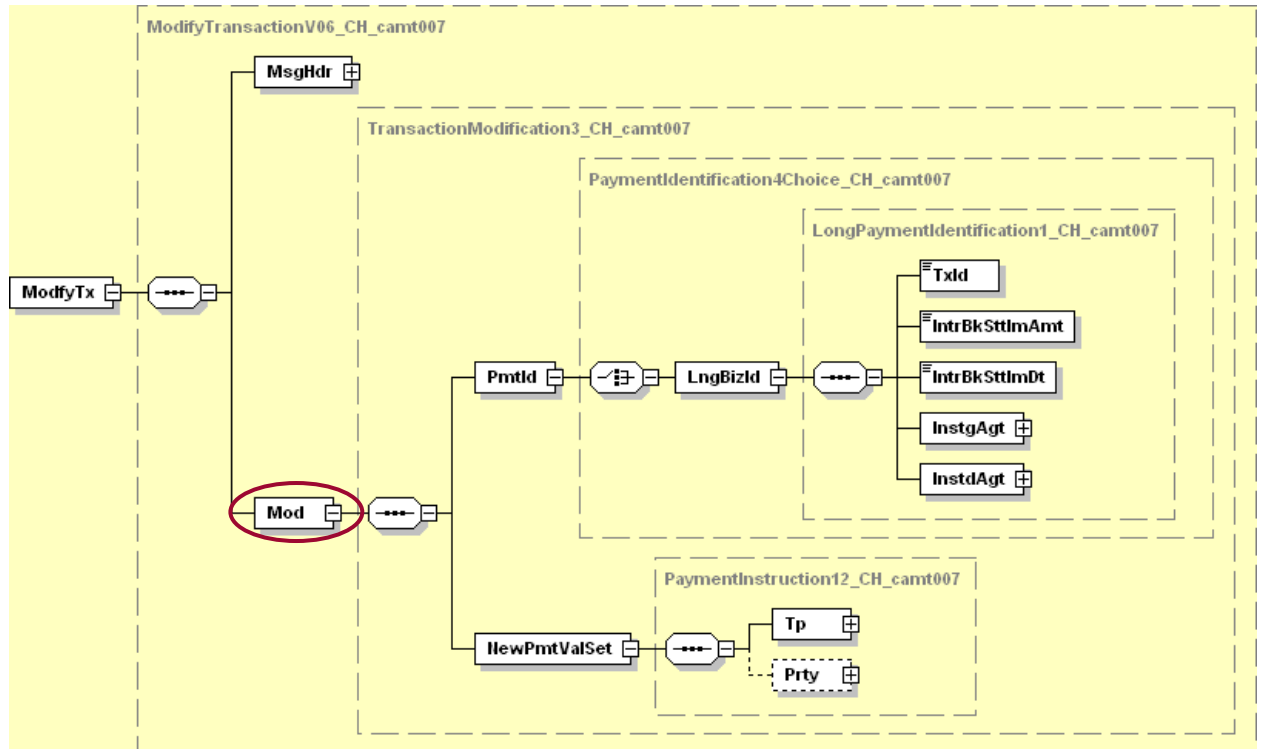 ModifyTransactionV06_CH_camt007
MsgHdr
TransactionModification3_CH_camt007
PaymentIdentification4Choice_CH_camt007
LongPaymentIdentification1_CH_camt007
TxId
ModfyTx
IntrBkSttlmAmt
PmtId
LngBizId
IntrBkSttlmDt
InstgAgt
InstdAgt
Mod
PaymentInstruction12_CH_camt007
Tp
NewPmtValSet
Prty